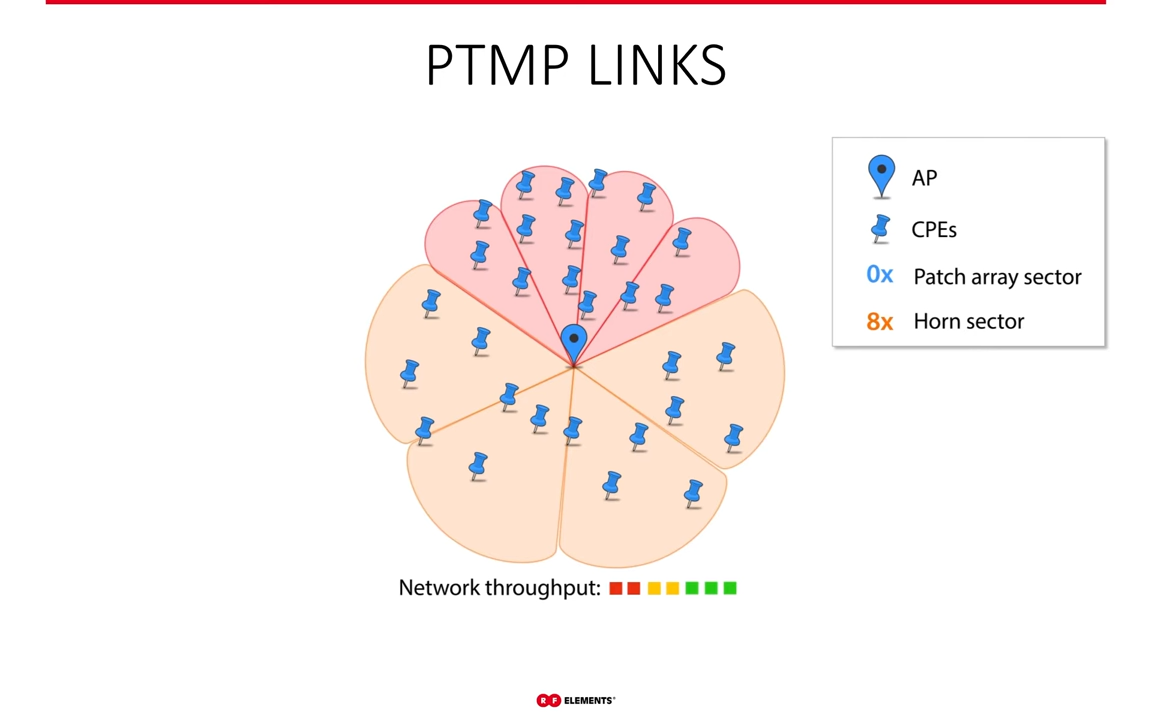 PTMP LINKS
AP
CPEs
0x Patch array sector
8x Horn sector
Network throughput:
RF ELEMENTS®